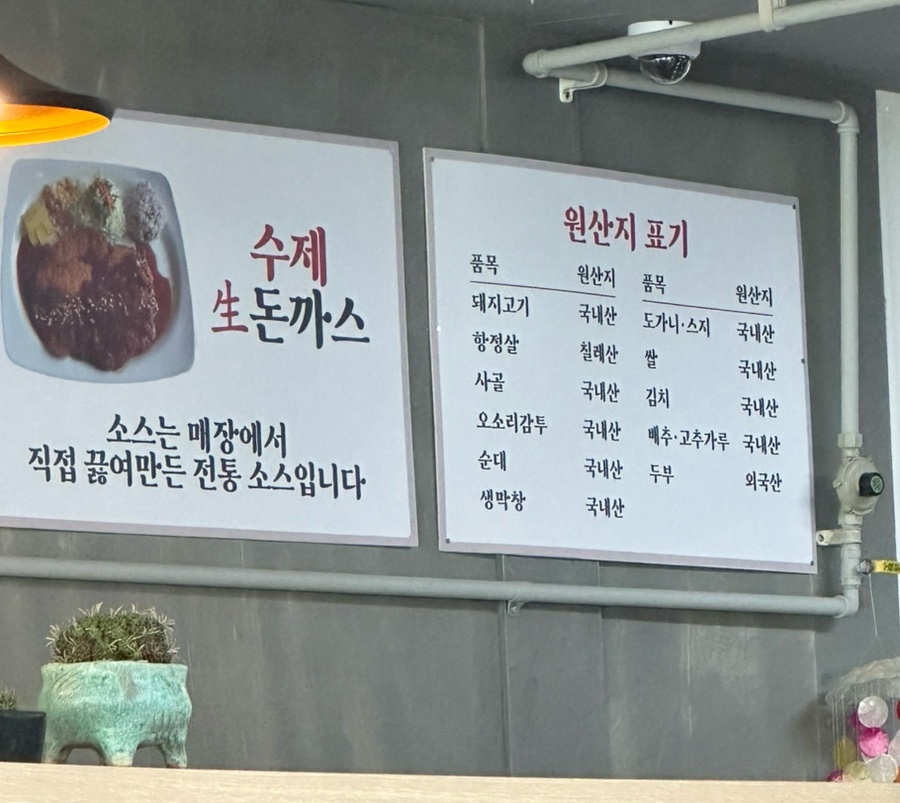 수제
生돈까스
소스는 매장에서
직접 끓여만든 전통 소스입니다
원산지 표기
품목 원산지
돼지고기 국내산
항정살 칠레산
사골 국내산
오소리감투 국내산
순대 국내산
생막창 국내산
품목 원산지
도가니·스지 국내산
쌀 국내산
김치 국내산
배추·고추가루 국내산
두부 외국산